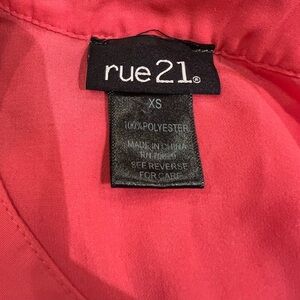 rue21®
XS
100%POLYESTER
MADE IN CHINA
SEE REVERSE
FOR CARE